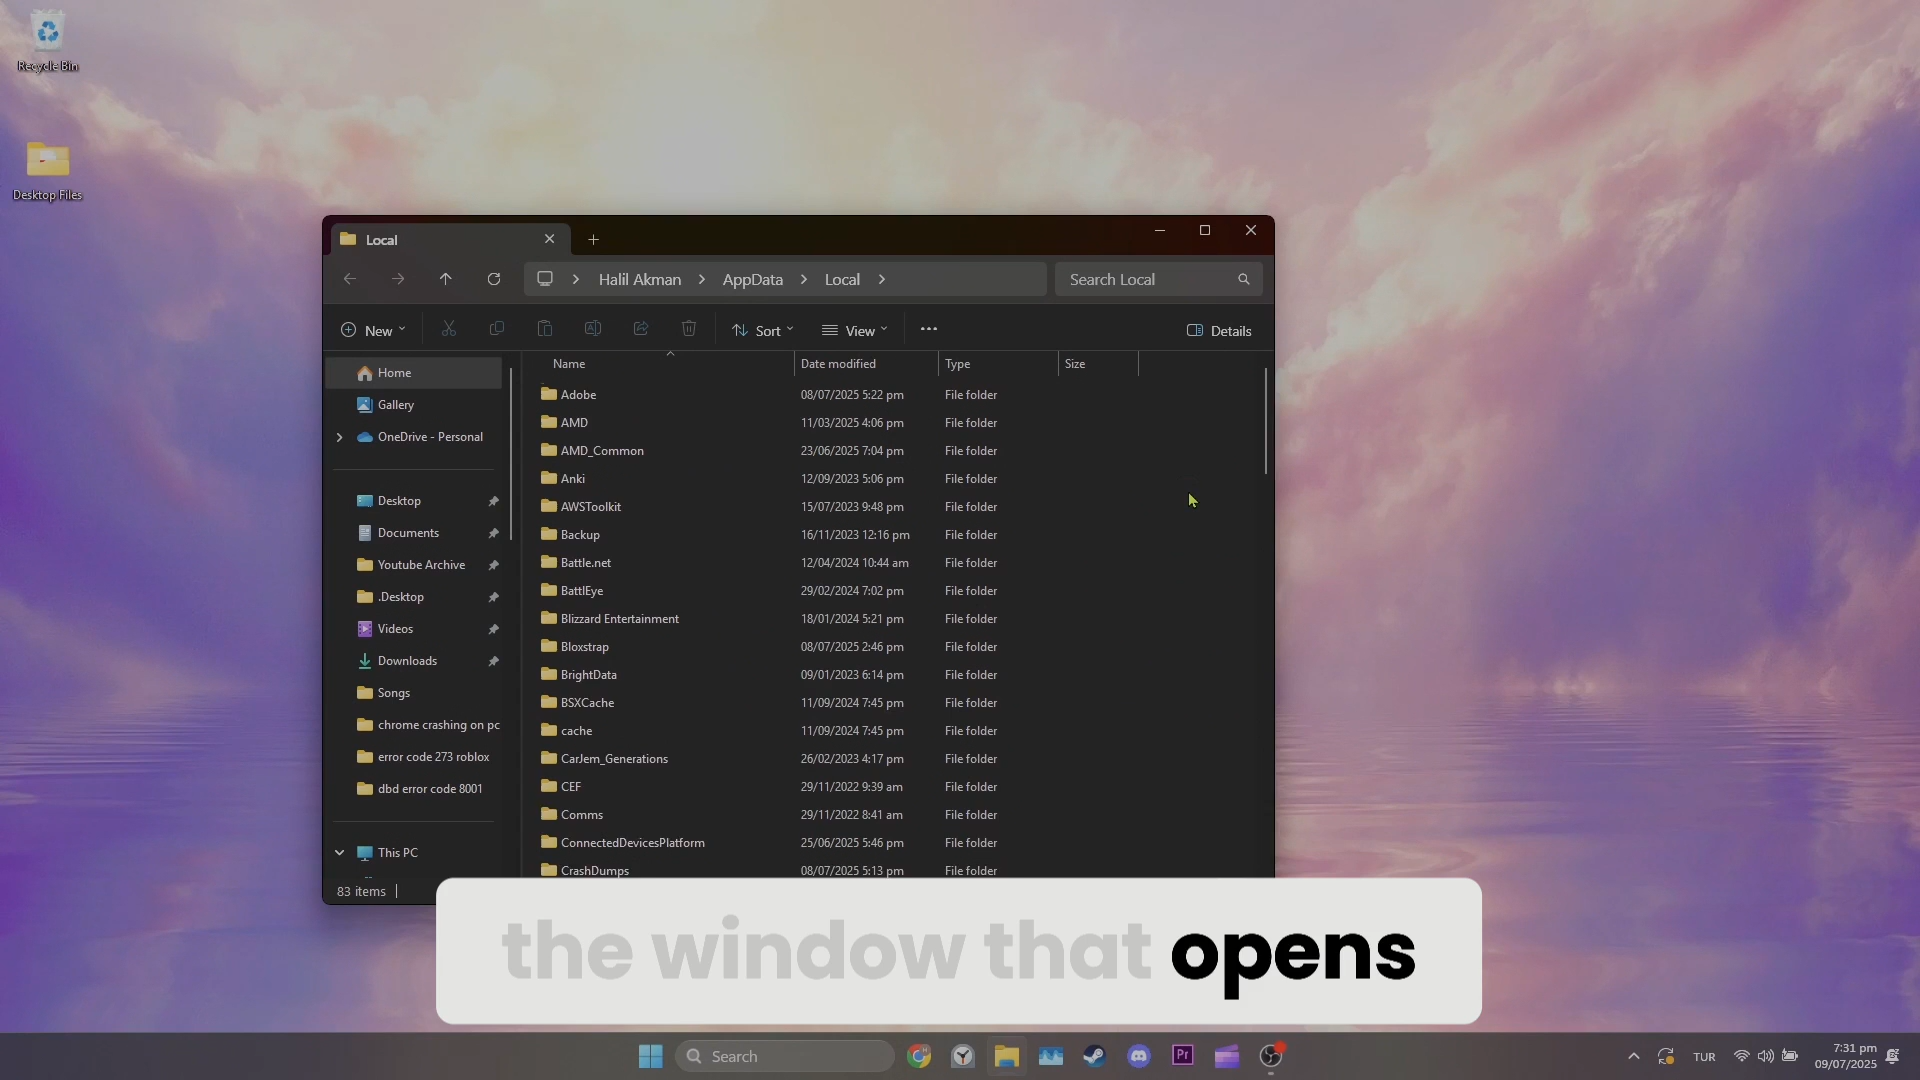 Recycle Bin
Desktop Files
Local
Halil Akman AppData Local
Search Local
New Sort View ••• Details
Name Date modified Type Size
Home
Gallery
OneDrive - Personal
Desktop
Documents
Youtube Archive
.Desktop
Videos
Downloads
Songs
chrome crashing on pc
error code 273 roblox
dbd error code 8001
This PC
Adobe 08/07/2025 5:22 pm File folder
AMD 11/03/2025 4:06 pm File folder
AMD_Common 23/06/2025 7:04 pm File folder
Anki 12/09/2023 5:06 pm File folder
AWSToolkit 15/07/2023 9:48 pm File folder
Backup 16/11/2023 12:16 pm File folder
Battle.net 12/04/2024 10:44 am File folder
BattlEye 29/02/2024 7:02 pm File folder
Blizzard Entertainment 18/01/2024 5:21 pm File folder
Bloxstrap 08/07/2025 2:46 pm File folder
BrightData 09/01/2023 6:14 pm File folder
BSXCache 11/09/2024 7:45 pm File folder
cache 11/09/2024 7:45 pm File folder
CarJem_Generations 26/02/2023 4:17 pm File folder
CEF 29/11/2022 9:39 am File folder
Comms 29/11/2022 8:41 am File folder
ConnectedDevicesPlatform 25/06/2025 5:46 pm File folder
CrashDumps 08/07/2025 5:13 pm File folder
83 items
the window that opens
Search
Pr
TUR
7:31 pm
09/07/2025